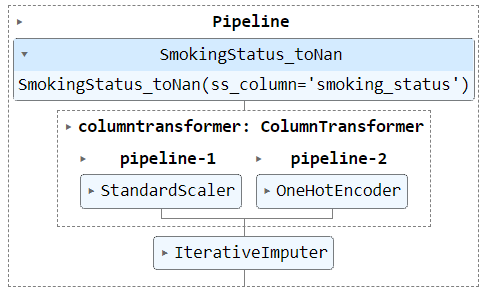 Pipeline
SmokingStatus_toNan
SmokingStatus_toNan(ss_column='smoking_status')
columntransformer: ColumnTransformer
pipeline-1 pipeline-2
StandardScaler OneHotEncoder
IterativeImputer